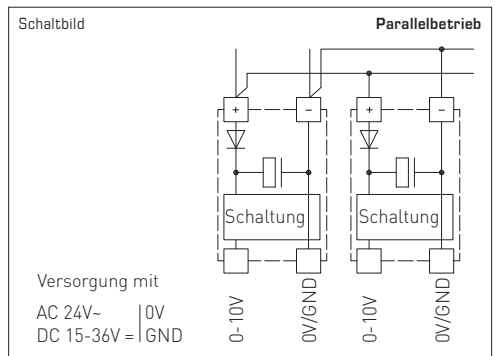 Schaltbild
Parallelbetrieb
+ − + −
Schaltung Schaltung
Versorgung mit
AC 24V~ | 0V
DC 15-36V = | GND
0-10V
0V/GND
0-10V
0V/GND